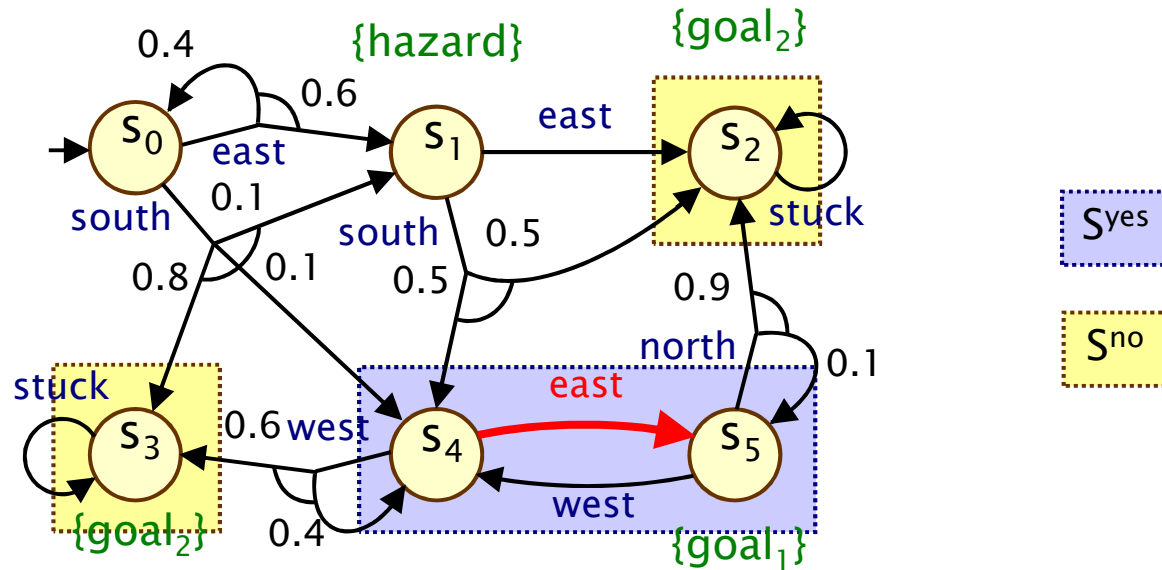 {hazard}
{goal₂}
0.4
0.6
s₀
s₁
s₂
east
east
0.1
south
south
0.5
stuck
Sʸᵉˢ
0.8
0.1
0.5
0.9
north
0.1
Sⁿᵒ
stuck
east
s₃
0.6
west
s₄
s₅
west
0.4
{goal₂}
{goal₁}